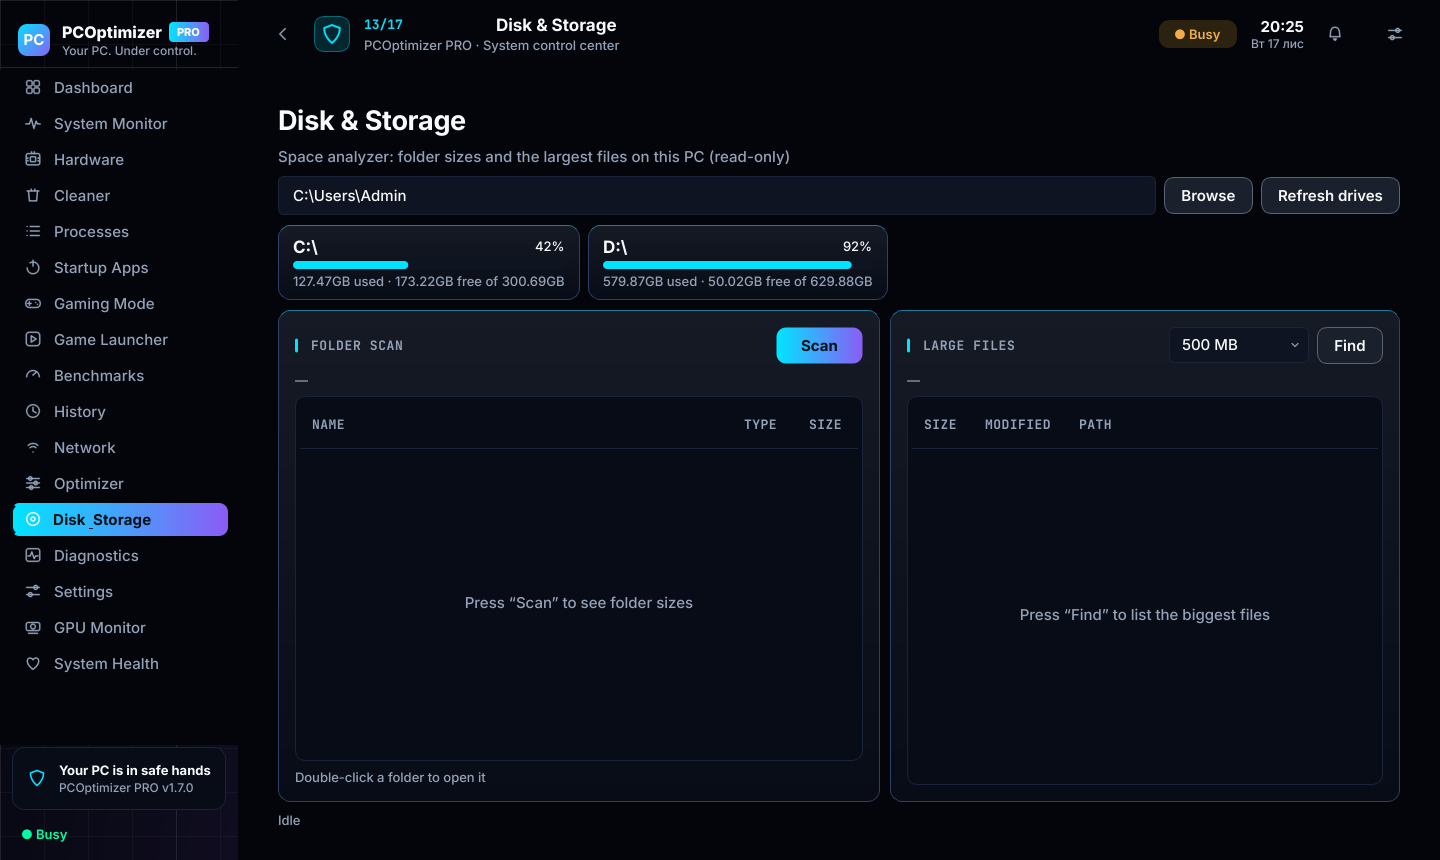 PC PCOptimizer PRO
Your PC. Under control.
Dashboard
System Monitor
Hardware
Cleaner
Processes
Startup Apps
Gaming Mode
Game Launcher
Benchmarks
History
Network
Optimizer
Disk _Storage
Diagnostics
Settings
GPU Monitor
System Health
Your PC is in safe hands
PCOptimizer PRO v1.7.0
Busy
13/17 Disk & Storage
PCOptimizer PRO · System control center
Busy
20:25
Вт 17 лис
Disk & Storage
Space analyzer: folder sizes and the largest files on this PC (read-only)
C:\Users\Admin
Browse
Refresh drives
C:\ 42%
127.47GB used · 173.22GB free of 300.69GB
D:\ 92%
579.87GB used · 50.02GB free of 629.88GB
FOLDER SCAN
Scan
—
NAME TYPE SIZE
Press “Scan” to see folder sizes
Double-click a folder to open it
LARGE FILES
500 MB
Find
—
SIZE MODIFIED PATH
Press “Find” to list the biggest files
Idle